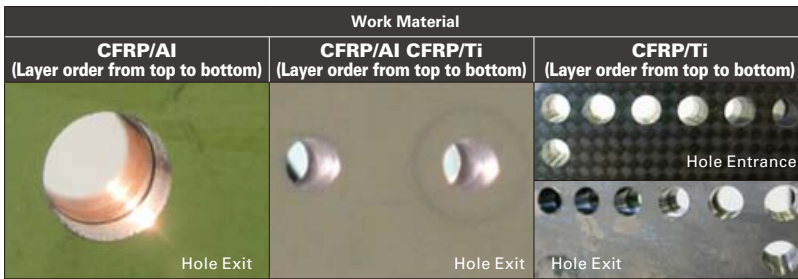 Work Material
CFRP/Al
(Layer order from top to bottom)
CFRP/Al CFRP/Ti
(Layer order from top to bottom)
CFRP/Ti
(Layer order from top to bottom)
Hole Exit
Hole Exit
Hole Entrance
Hole Exit